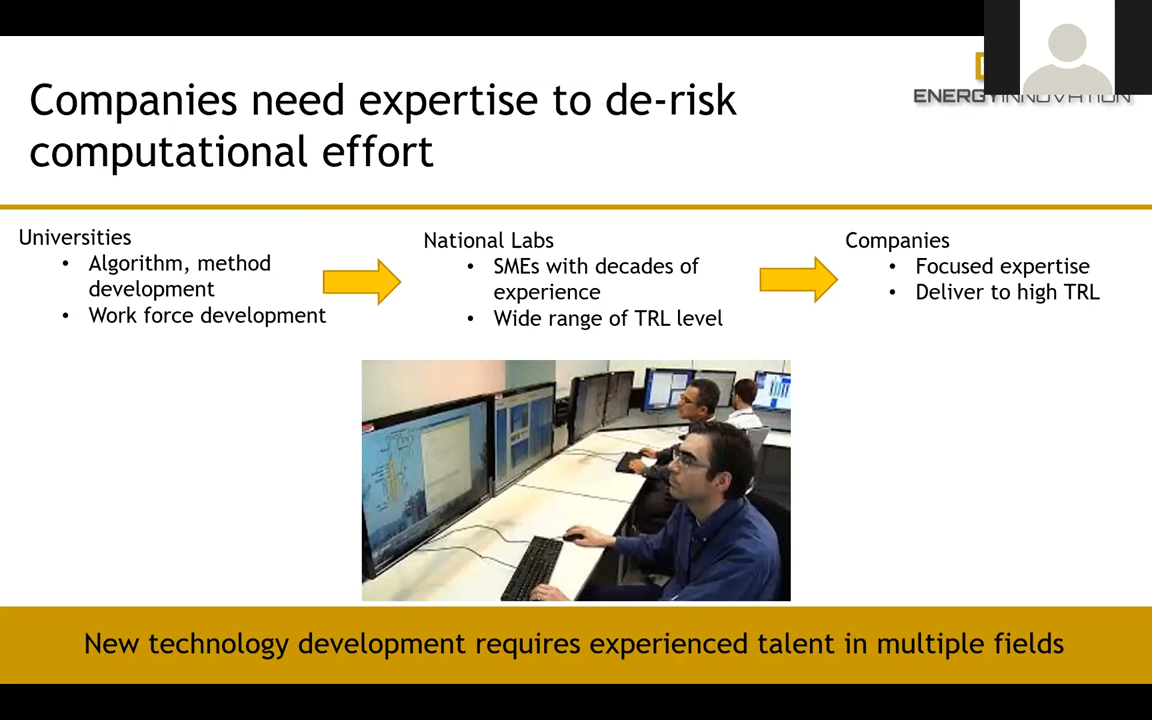 Companies need expertise to de-risk
computational effort
ENERGYINNOVATION
Universities
• Algorithm, method
development
• Work force development
National Labs
• SMEs with decades of
experience
• Wide range of TRL level
Companies
• Focused expertise
• Deliver to high TRL
New technology development requires experienced talent in multiple fields